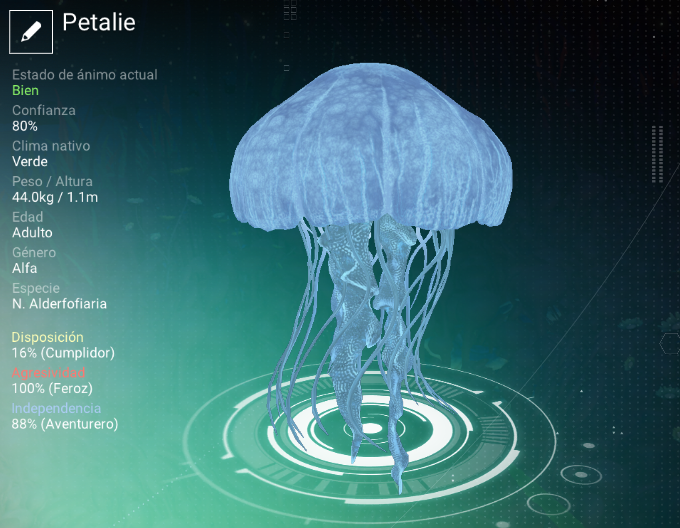 Petalie
Estado de ánimo actual
Bien
Confianza
80%
Clima nativo
Verde
Peso / Altura
44.0kg / 1.1m
Edad
Adulto
Género
Alfa
Especie
N. Alderfofiaria
Disposición
16% (Cumplidor)
Agresividad
100% (Feroz)
Independencia
88% (Aventurero)